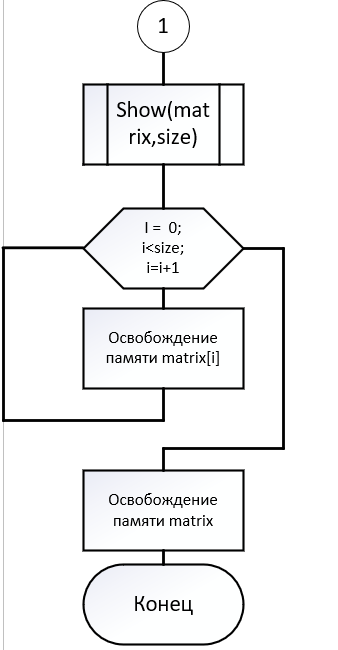 1
Show(mat
rix,size)
I = 0;
i<size;
i=i+1
Освобождение
памяти matrix[i]
Освобождение
памяти matrix
Конец